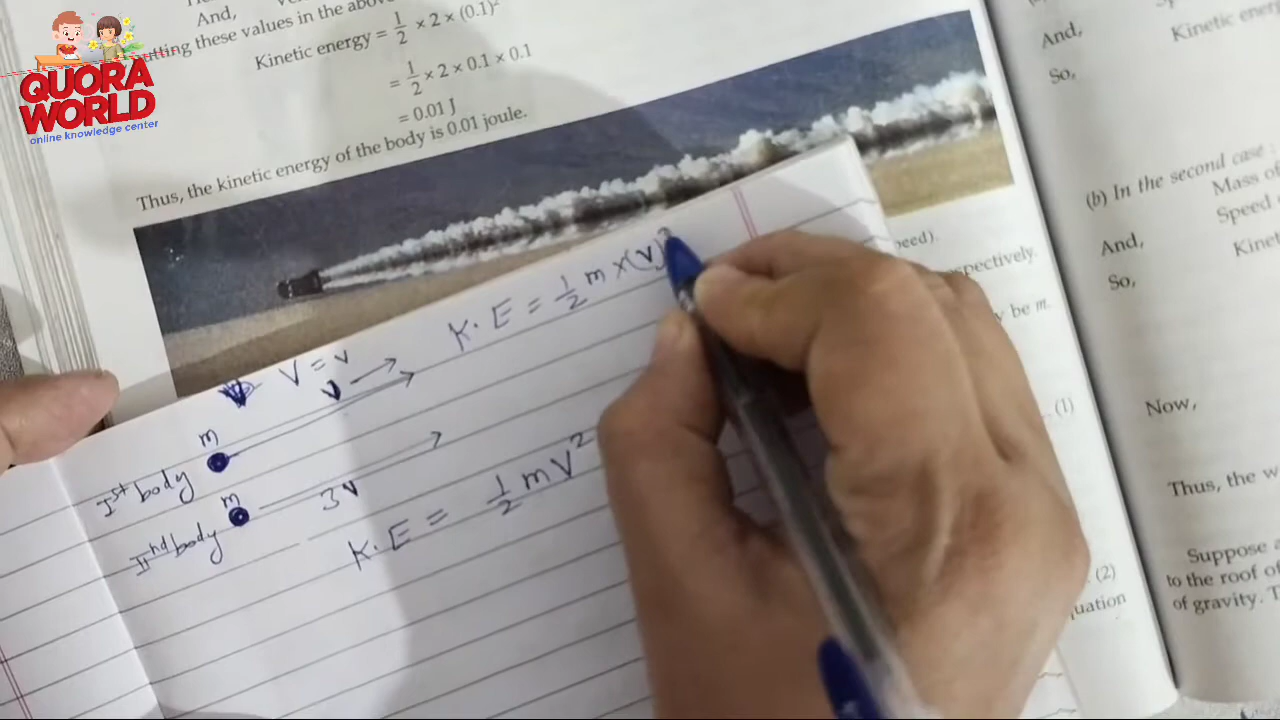 QUORA
WORLD
online knowledge center
And,
utting these values in the above
Kinetic energy = 1/2 × 2 × (0.1)²
= 1/2 × 2 × 0.1 × 0.1
= 0.01 J
Thus, the kinetic energy of the body is 0.01 joule.
K.E = 1/2 m × (v)²
V = v
v
m
Ist body
m
IInd body
3v
K.E = 1/2 mv²
peed).
spectively.
y be m.
(1)
(2)
quation
And,
Kinetic energ
So,
(b) In the second case :
Mass of
Speed
And,
Kinet
So,
Now,
Thus, the w
Suppose a
to the roof of
of gravity. T